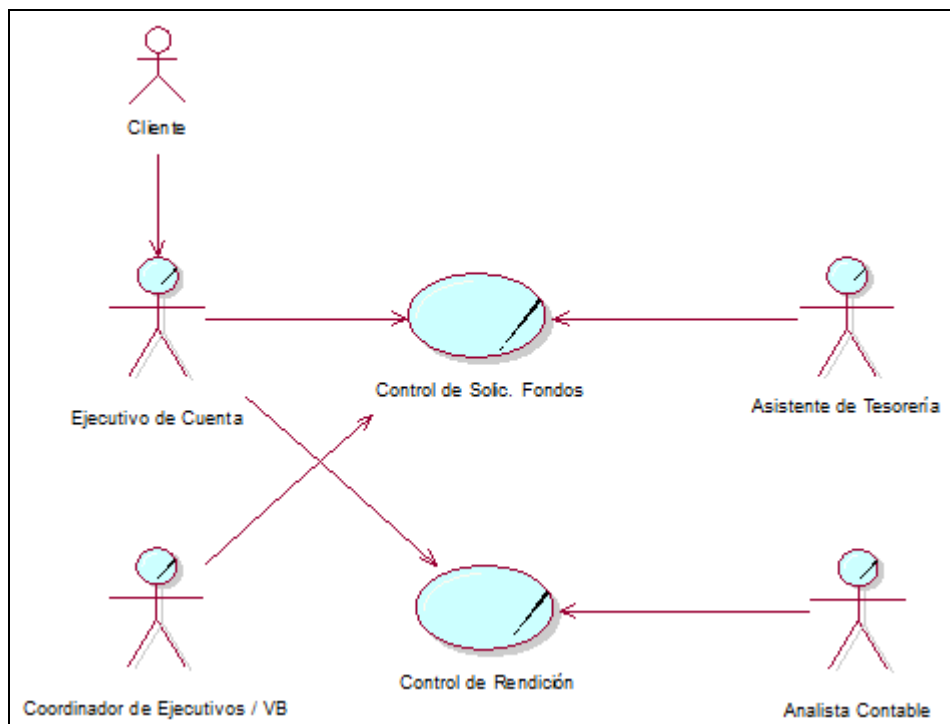 Cliente
Control de Solic. Fondos
Ejecutivo de Cuenta
Asistente de Tesorería
Control de Rendición
Coordinador de Ejecutivos / VB
Analista Contable